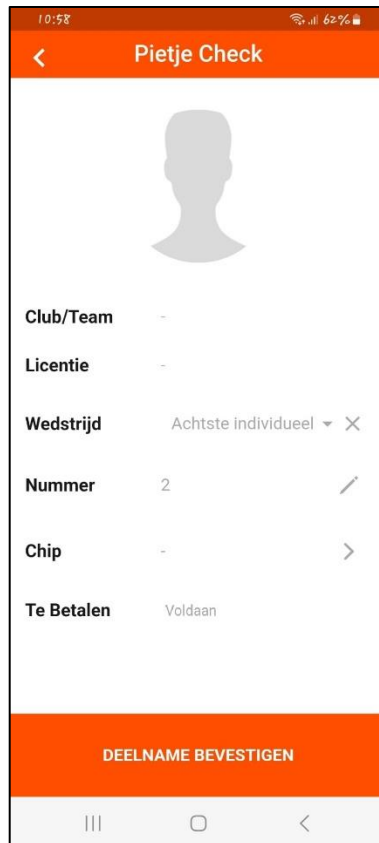 10:58 62%
Pietje Check
Club/Team -
Licentie -
Wedstrijd Achtste individueel
Nummer 2
Chip -
Te Betalen Voldaan
DEELNAME BEVESTIGEN